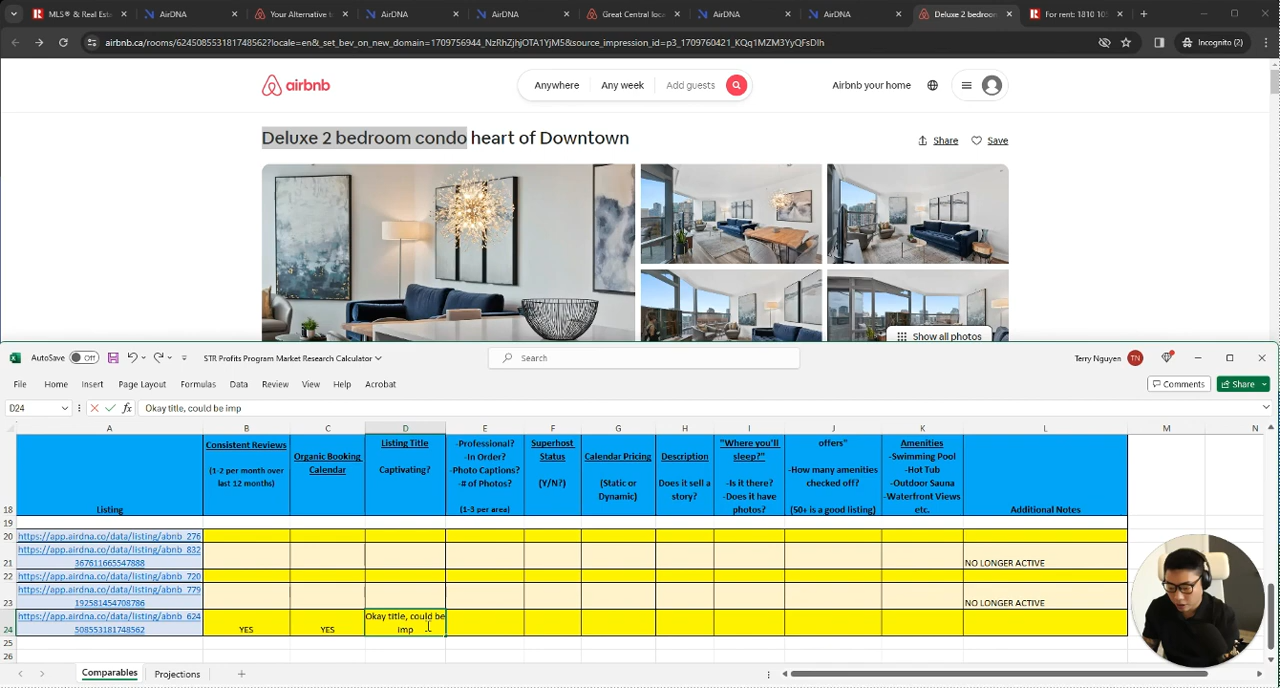 MLS® & Real Esta
AirDNA
Your Alternative t
AirDNA
AirDNA
Great Central loca
AirDNA
AirDNA
Deluxe 2 bedroom
For rent: 1810 10
airbnb.ca/rooms/624508553181748562?locale=en&_set_bev_on_new_domain=1709756944_NzRhZjhjOTA1YjM5&source_impression_id=p3_1709760421_KQq1MZM3YyQFsDIh
Incognito (2)
airbnb
Anywhere
Any week
Add guests
Airbnb your home
Deluxe 2 bedroom condo heart of Downtown
Share
Save
Show all photos
AutoSave
Off
STR Profits Program Market Research Calculator
Search
Terry Nguyen
TN
File
Home
Insert
Page Layout
Formulas
Data
Review
View
Help
Acrobat
Comments
Share
D24
fx
Okay title, could be imp
A B C D E F G H I J K L M N
18
Listing
Consistent Reviews
(1-2 per month over
last 12 months)
Organic Booking
Calendar
Listing Title
Captivating?
-Professional?
-In Order?
-Photo Captions?
-# of Photos?
(1-3 per area)
Superhost
Status
(Y/N?)
Calendar Pricing
(Static or
Dynamic)
Description
Does it sell a
story?
"Where you'll
sleep?"
-Is it there?
-Does it have
photos?
offers"
-How many amenities
checked off?
(50+ is a good listing)
Amenities
-Swimming Pool
-Hot Tub
-Outdoor Sauna
-Waterfront Views
etc.
Additional Notes
19
20
https://app.airdna.co/data/listing/abnb_276
21
https://app.airdna.co/data/listing/abnb_832
367611665547888
NO LONGER ACTIVE
22
https://app.airdna.co/data/listing/abnb_720
23
https://app.airdna.co/data/listing/abnb_779
192581454708786
NO LONGER ACTIVE
24
https://app.airdna.co/data/listing/abnb_624
508553181748562
YES
YES
Okay title, could be
imp
25
26
Comparables
Projections